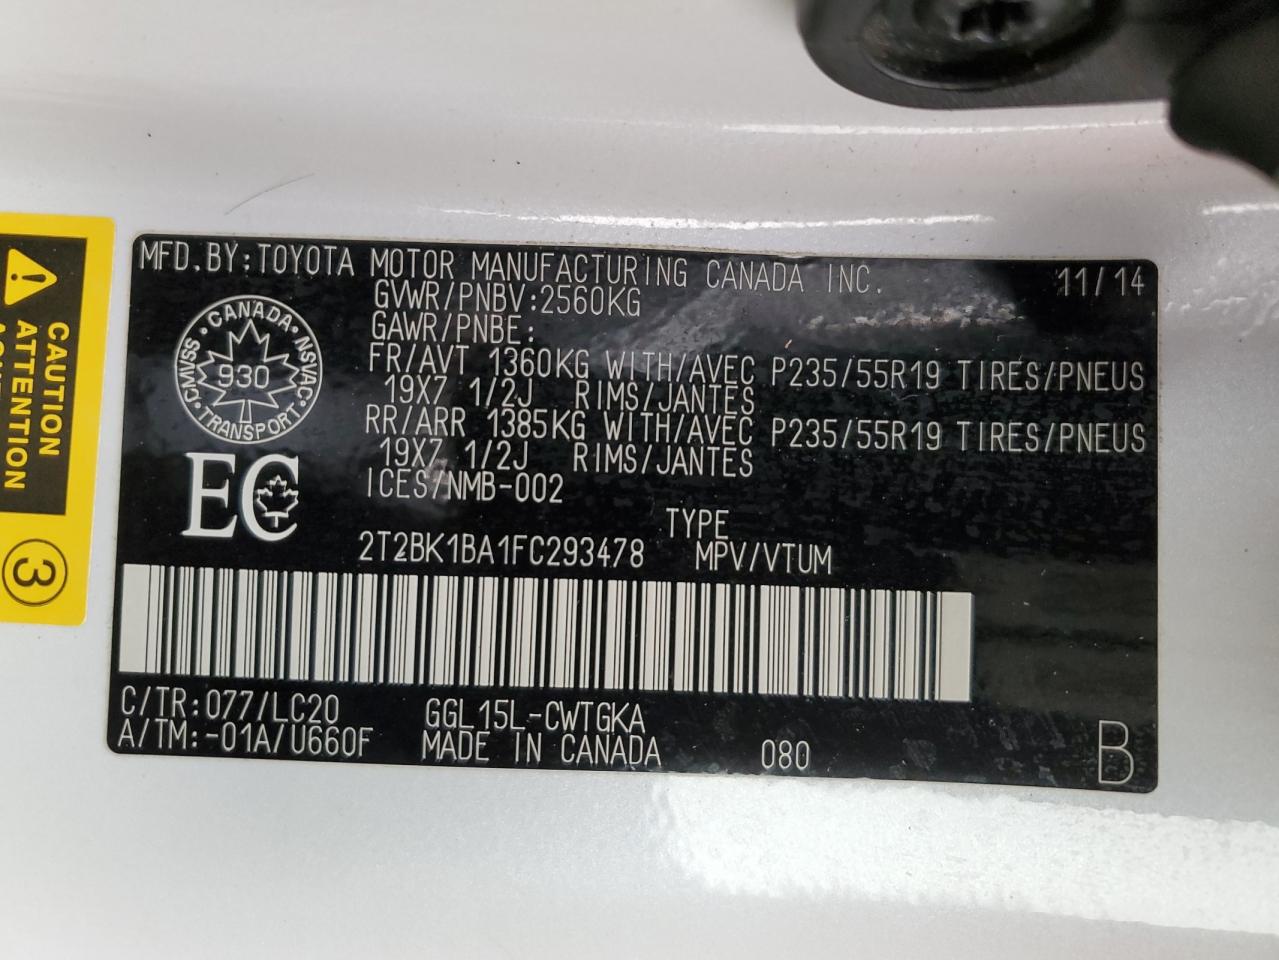 MFD.BY:TOYOTA MOTOR MANUFACTURING CANADA INC. 11/14
GVWR/PNBV:2560KG
GAWR/PNBE:
FR/AVT 1360KG WITH/AVEC P235/55R19 TIRES/PNEUS
19X7 1/2J RIMS/JANTES
RR/ARR 1385KG WITH/AVEC P235/55R19 TIRES/PNEUS
19X7 1/2J RIMS/JANTES
ICES/NMB-002
CANADA
CMVSS
NSVAC
930
TRANSPORT
EC
TYPE
2T2BK1BA1FC293478 MPV/VTUM
C/TR:077/LC20 GGL15L-CWTGKA
A/TM:-01A/U660F MADE IN CANADA 080 B
CAUTION
ATTENTION
3